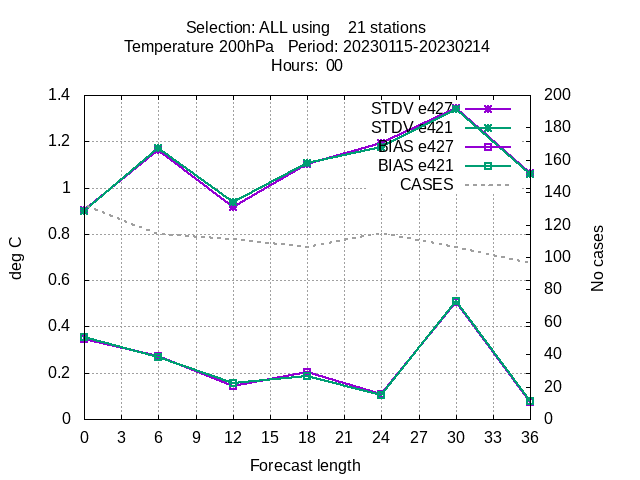 Selection: ALL using    21 stations
Temperature 200hPa   Period: 20230115-20230214
Hours:  00
1.4
1.2
1
0.8
0.6
0.4
0.2
0
200
180
160
140
120
100
80
60
40
20
0
STDV e427
STDV e421
BIAS e427
BIAS e421
CASES
deg C
No cases
0 3 6 9 12 15 18 21 24 27 30 33 36
Forecast length